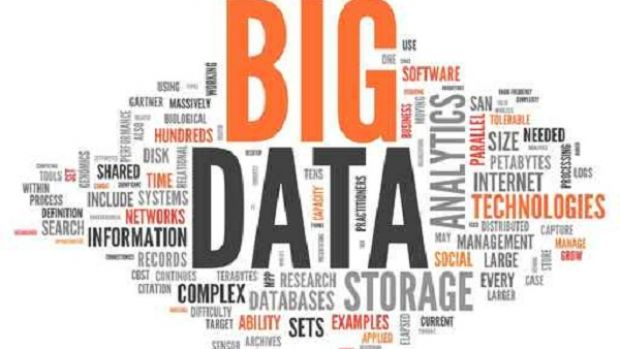 BIG
DATA
USE
ONE
SOFTWARE
USING
WORKING
GARTNER
MASSIVELY
BIOLOGICAL
ALSO
PERFORMANCE
HUNDREDS
BUSINESS
MOVING
ANALYTICS
SAN
PARALLEL
TOLERABLE
SIZE
NEEDED
PETABYTES
PROCESSING
LOGS
INTERNET
TECHNOLOGIES
DISTRIBUTED
CAPTURE
MAY
MANAGEMENT
MANAGE
GROW
STORE
SOCIAL
LARGE
CASE
EVERY
LARGER
TOOLS
SET
GENOMICS
SHARED
DISK
RELATIONAL
WITHIN
TIME
PROCESS
INCLUDE
SYSTEMS
DEFINITION
NETWORKS
SEARCH
INFORMATION
RECORDS
TENS
CAPACITY
PRACTITIONERS
COST
CONTINUES
TERABYTES
MPP
RESEARCH
STORAGE
CITATION
COMPLEX
DATABASES
DIFFICULTY
TARGET
ABILITY
SETS
EXAMPLES
ELAPSED
CURRENT
APPLIED
SENSOR
ARCHIVES